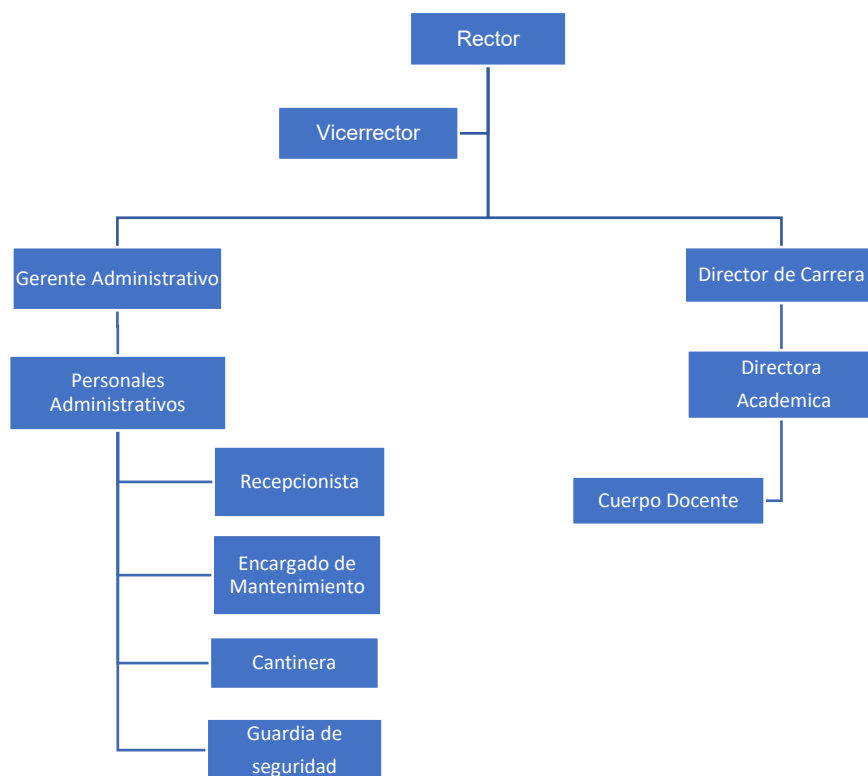 Rector
Vicerrector
Gerente Administrativo
Director de Carrera
Personales
Administrativos
Directora
Academica
Recepcionista
Cuerpo Docente
Encargado de
Mantenimiento
Cantinera
Guardia de
seguridad